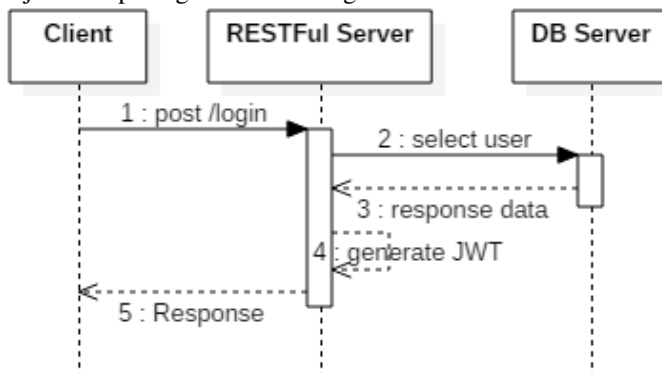 Client
RESTFul Server
DB Server
1 : post /login
2 : select user
3 : response data
4 : generate JWT
5 : Response